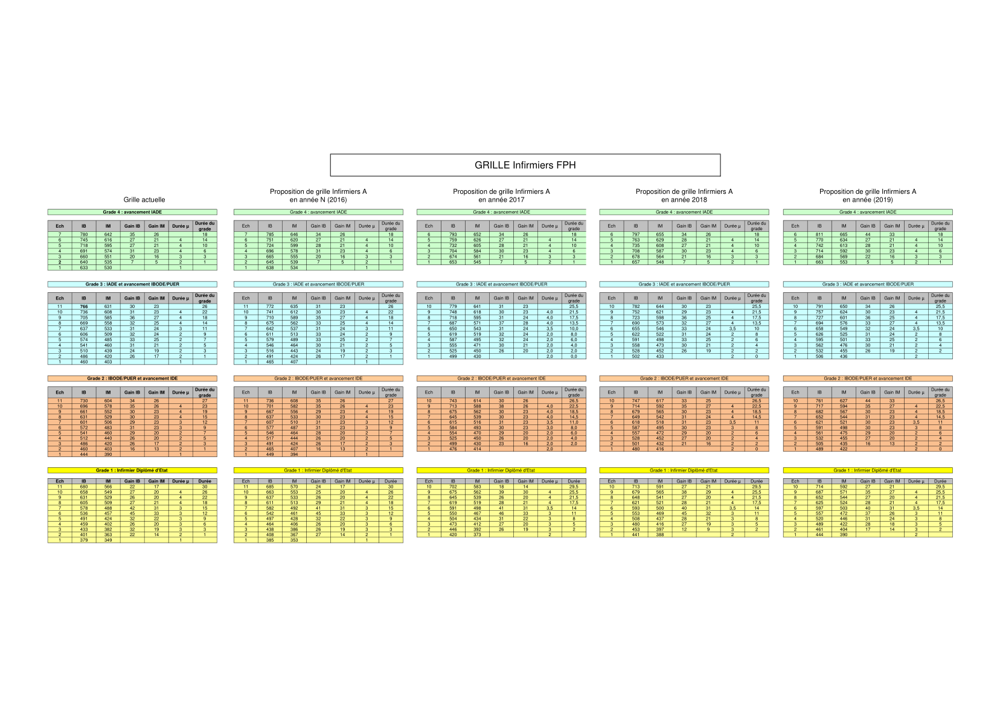 GRILLE Infirmiers FPH
Grille actuelle
Proposition de grille Infirmiers A
en année N (2016)
Proposition de grille Infirmiers A
en année 2017
Proposition de grille Infirmiers A
en année 2018
Proposition de grille Infirmiers A
en année (2019)
Grade 4 : avancement IADE
Ech IB IM Gain IB Gain IM Durée µ Durée du grade
7 780 642 35 26 18
6 745 616 27 21 4 14
5 718 595 27 21 4 10
4 691 574 31 23 4 6
3 660 551 20 16 3 3
2 640 535 7 5 2 1
1 633 530 1
Grade 4 : avancement IADE
Ech IB IM Gain IB Gain IM Durée µ Durée du grade
7 785 646 34 26 18
6 751 620 27 21 4 14
5 724 599 28 21 4 10
4 696 578 31 23 4 6
3 665 555 20 16 3 3
2 645 539 7 5 2 1
1 638 534 1
Grade 4 : avancement IADE
Ech IB IM Gain IB Gain IM Durée µ Durée du grade
6 793 652 34 26 18
5 759 626 27 21 4 14
4 732 605 28 21 4 10
3 704 584 30 23 4 6
2 674 561 21 16 3 3
1 653 545 7 5 2 1
Grade 4 : avancement IADE
Ech IB IM Gain IB Gain IM Durée µ Durée du grade
6 797 655 34 26 18
5 763 629 28 21 4 14
4 735 608 27 21 4 10
3 708 587 30 23 4 6
2 678 564 21 16 3 3
1 657 548 7 5 2 1
Grade 4 : avancement IADE
Ech IB IM Gain IB Gain IM Durée µ Durée du grade
6 811 665 44 33 18
5 770 634 27 21 4 14
4 742 613 28 21 4 10
3 714 592 30 23 4 6
2 684 569 22 16 3 3
1 663 553 5 5 2 1
Grade 3 : IADE et avancement IBODE/PUER
Ech IB IM Gain IB Gain IM Durée µ Durée du grade
11 766 631 30 23 26
10 736 608 31 23 4 22
9 705 585 36 27 4 18
8 669 558 32 25 4 14
7 637 533 31 24 3 11
6 606 509 32 24 2 9
5 574 485 33 25 2 7
4 541 460 31 21 2 5
3 510 439 24 19 2 3
2 486 420 26 17 2 1
1 460 403 1
Grade 3 : IADE et avancement IBODE/PUER
Ech IB IM Gain IB Gain IM Durée µ Durée du grade
11 772 635 31 23 26
10 741 612 30 23 4 22
9 710 589 35 27 4 18
8 675 562 33 25 4 14
7 642 537 31 24 3 11
6 611 513 33 24 2 9
5 579 489 33 25 2 7
4 546 464 30 21 2 5
3 516 443 24 19 2 3
2 491 424 26 17 2 1
1 465 407 1
Grade 3 : IADE et avancement IBODE/PUER
Ech IB IM Gain IB Gain IM Durée µ Durée du grade
10 779 641 31 23 25,5
9 748 618 30 23 4,0 21,5
8 718 595 31 24 4,0 17,5
7 687 571 37 28 4,0 13,5
6 650 543 31 24 3,5 10,0
5 619 519 32 24 2,0 8,0
4 587 495 32 24 2,0 6,0
3 555 471 30 21 2,0 4,0
2 525 450 26 20 2,0 2,0
1 499 430 2,0 0,0
Grade 3 : IADE et avancement IBODE/PUER
Ech IB IM Gain IB Gain IM Durée µ Durée du grade
10 782 644 30 23 25,5
9 752 621 29 23 4 21,5
8 723 598 36 25 4 17,5
7 690 573 32 27 4 13,5
6 655 546 33 24 3,5 10
5 622 522 31 24 2 8
4 591 498 33 25 2 6
3 558 473 30 21 2 4
2 528 452 26 19 2 2
1 502 433 2 0
Grade 3 : IADE et avancement IBODE/PUER
Ech IB IM Gain IB Gain IM Durée µ Durée du grade
10 791 650 34 26 25,5
9 757 624 30 23 4 21,5
8 727 601 36 25 4 17,5
7 694 576 33 27 4 13,5
6 658 549 32 24 3,5 10
5 626 525 31 24 2 8
4 595 501 33 25 2 6
3 562 476 30 21 2 4
2 532 455 26 19 2 2
1 506 436 2
Grade 2 : IBODE/PUER et avancement IDE
Ech IB IM Gain IB Gain IM Durée µ Durée du grade
11 730 604 34 26 27
10 696 578 35 26 4 23
9 661 552 30 23 4 19
8 631 529 30 23 4 15
7 601 506 29 23 3 12
6 572 483 31 23 3 9
5 541 460 29 20 2 7
4 512 440 26 20 2 5
3 486 420 26 17 2 3
2 460 403 16 13 2 1
1 444 390 1
Grade 2 : IBODE/PUER et avancement IDE
Ech IB IM Gain IB Gain IM Durée µ Durée du grade
11 736 608 35 26 27
10 701 582 35 26 4 23
9 667 556 29 23 4 19
8 637 533 30 23 4 15
7 607 510 31 23 3 12
6 577 487 31 23 3 9
5 546 464 28 20 2 7
4 517 444 26 20 2 5
3 491 424 26 17 2 3
2 465 407 16 13 2 1
1 449 394 1
Grade 2 : IBODE/PUER et avancement IDE
Ech IB IM Gain IB Gain IM Durée µ Durée du grade
10 743 614 30 26 26,5
9 713 588 38 26 4,0 22,5
8 675 562 30 23 4,0 18,5
7 645 539 30 23 4,0 14,5
6 615 516 31 23 3,5 11,0
5 584 493 30 23 3,0 8,0
4 554 470 29 20 2,0 6,0
3 525 450 26 20 2,0 4,0
2 499 430 23 16 2,0 2,0
1 476 414 2,0
Grade 2 : IBODE/PUER et avancement IDE
Ech IB IM Gain IB Gain IM Durée µ Durée du grade
10 747 617 33 25 26,5
9 714 592 35 27 4 22,5
8 679 565 30 23 4 18,5
7 649 542 31 24 4 14,5
6 618 518 31 23 3,5 11
5 587 495 30 23 3 8
4 557 472 29 20 2 6
3 528 452 27 20 2 4
2 501 432 21 16 2 2
1 480 416 2 0
Grade 2 : IBODE/PUER et avancement IDE
Ech IB IM Gain IB Gain IM Durée µ Durée du grade
10 761 627 44 33 26,5
9 717 594 35 27 4 22,5
8 682 567 30 23 4 18,5
7 652 544 31 23 4 14,5
6 621 521 30 23 3,5 11
5 591 498 30 23 3 8
4 561 475 29 20 2 6
3 532 455 27 20 2 4
2 505 435 16 13 2 2
1 489 422 2 0
Grade 1 : Infirmier Diplômé d'Etat
Ech IB IM Gain IB Gain IM Durée µ Durée
11 680 566 22 17 30
10 658 549 27 20 4 26
9 631 529 26 20 4 22
8 605 509 27 21 4 18
7 578 488 42 31 3 15
6 536 457 45 33 3 12
5 491 424 32 22 3 9
4 459 402 26 20 3 6
3 433 382 32 19 3 3
2 401 363 22 14 2 1
1 379 349 1
Grade 1 : Infirmier Diplômé d'Etat
Ech IB IM Gain IB Gain IM Durée µ Durée
11 685 570 24 17 30
10 663 553 25 20 4 26
9 637 533 26 20 4 22
8 611 513 29 21 4 18
7 582 492 41 31 3 15
6 542 461 45 33 3 12
5 497 428 32 22 3 9
4 464 406 26 20 3 6
3 438 386 26 19 3 3
2 408 367 27 14 2 1
1 385 353 1
Grade 1 : Infirmier Diplômé d'Etat
Ech IB IM Gain IB Gain IM Durée µ Durée
10 702 583 18 14 29,5
9 675 562 39 30 4 25,5
8 645 539 26 20 4 21,5
7 619 519 28 21 4 17,5
6 591 498 41 31 3,5 14
5 550 467 46 33 3 11
4 504 434 31 22 3 8
3 473 412 27 20 3 5
2 446 392 26 19 3 2
1 420 373 2
Grade 1 : Infirmier Diplômé d'Etat
Ech IB IM Gain IB Gain IM Durée µ Durée
10 713 591 27 21 29,5
9 679 565 38 29 4 25,5
8 648 541 27 20 4 21,5
7 621 521 28 21 4 17,5
6 593 500 40 31 3,5 14
5 553 469 45 32 3 11
4 508 437 28 21 3 8
3 480 416 27 19 3 5
2 453 397 12 9 3 2
1 441 388 2
Grade 1 : Infirmier Diplômé d'Etat
Ech IB IM Gain IB Gain IM Durée µ Durée
10 714 592 27 21 29,5
9 687 571 35 27 4 25,5
8 652 544 27 20 4 21,5
7 625 524 28 21 4 17,5
6 597 503 40 31 3,5 14
5 557 472 37 26 3 11
4 520 446 31 24 3 8
3 489 422 28 18 3 5
2 461 404 17 14 3 2
1 444 390 2